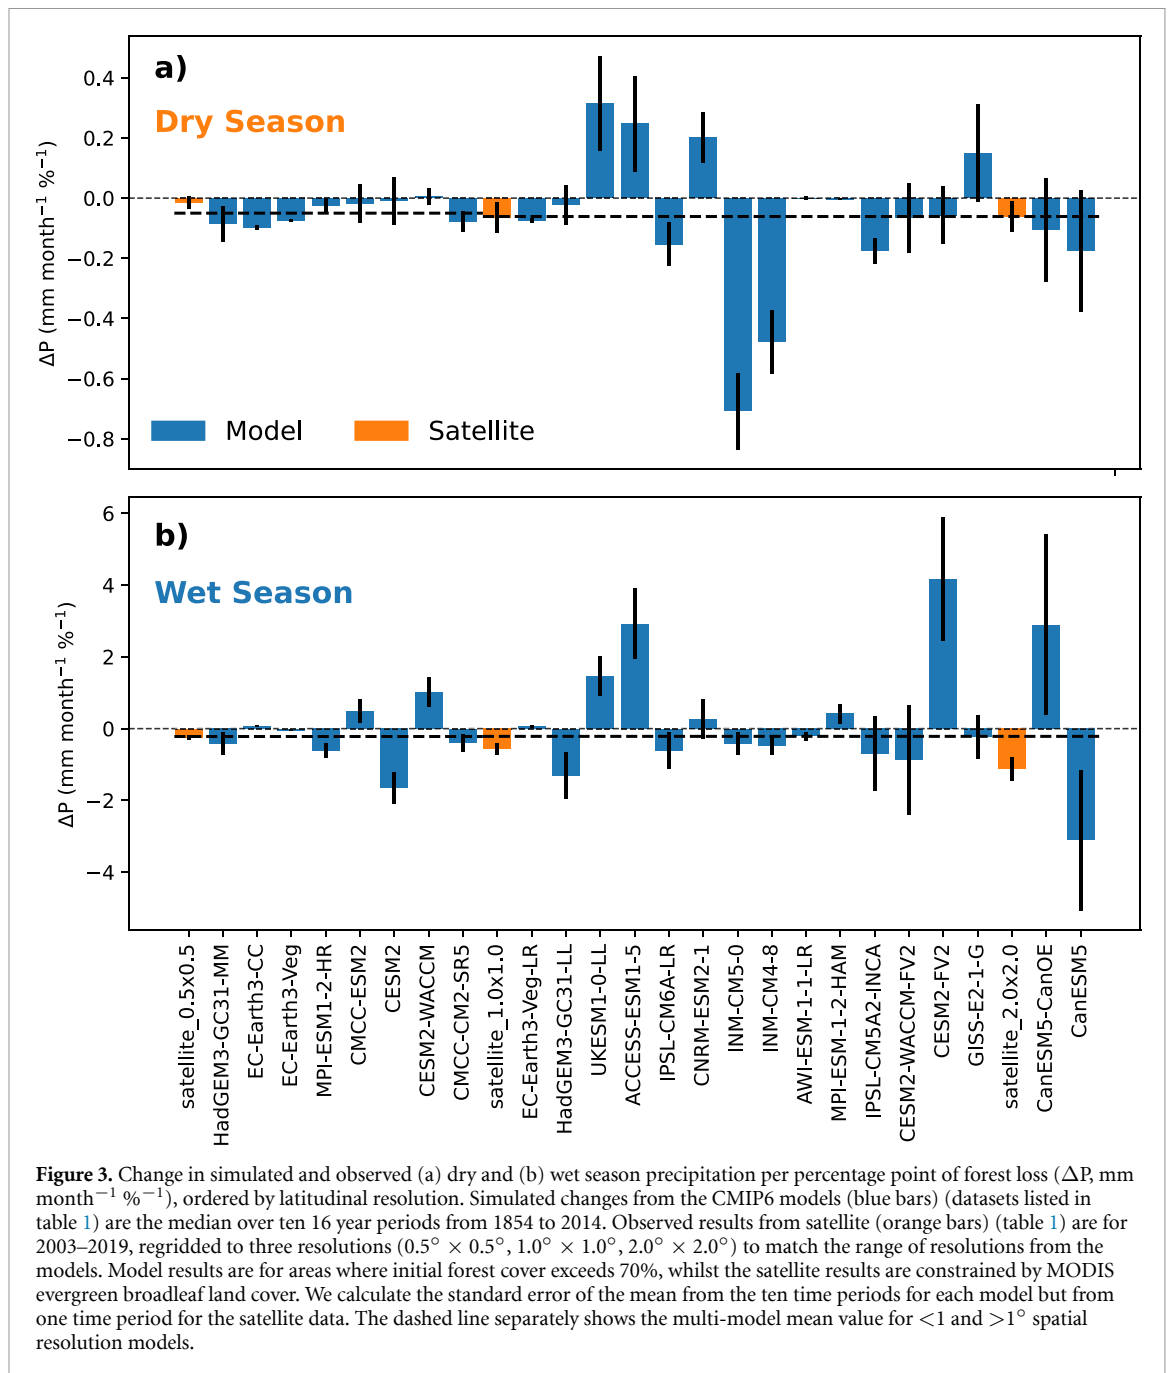 a)
Dry Season
0.4
0.2
0.0
−0.2
−0.4
−0.6
−0.8
ΔP (mm month⁻¹ %⁻¹)
Model
Satellite
b)
Wet Season
6
4
2
0
−2
−4
ΔP (mm month⁻¹ %⁻¹)
satellite_0.5x0.5
HadGEM3-GC31-MM
EC-Earth3-CC
EC-Earth3-Veg
MPI-ESM1-2-HR
CMCC-ESM2
CESM2
CESM2-WACCM
CMCC-CM2-SR5
satellite_1.0x1.0
EC-Earth3-Veg-LR
HadGEM3-GC31-LL
UKESM1-0-LL
ACCESS-ESM1-5
IPSL-CM6A-LR
CNRM-ESM2-1
INM-CM5-0
INM-CM4-8
AWI-ESM-1-1-LR
MPI-ESM-1-2-HAM
IPSL-CM5A2-INCA
CESM2-WACCM-FV2
CESM2-FV2
GISS-E2-1-G
satellite_2.0x2.0
CanESM5-CanOE
CanESM5
Figure 3. Change in simulated and observed (a) dry and (b) wet season precipitation per percentage point of forest loss (ΔP, mm
month⁻¹ %⁻¹), ordered by latitudinal resolution. Simulated changes from the CMIP6 models (blue bars) (datasets listed in
table 1) are the median over ten 16 year periods from 1854 to 2014. Observed results from satellite (orange bars) (table 1) are for
2003–2019, regridded to three resolutions (0.5° × 0.5°, 1.0° × 1.0°, 2.0° × 2.0°) to match the range of resolutions from the
models. Model results are for areas where initial forest cover exceeds 70%, whilst the satellite results are constrained by MODIS
evergreen broadleaf land cover. We calculate the standard error of the mean from the ten time periods for each model but from
one time period for the satellite data. The dashed line separately shows the multi-model mean value for <1 and >1° spatial
resolution models.